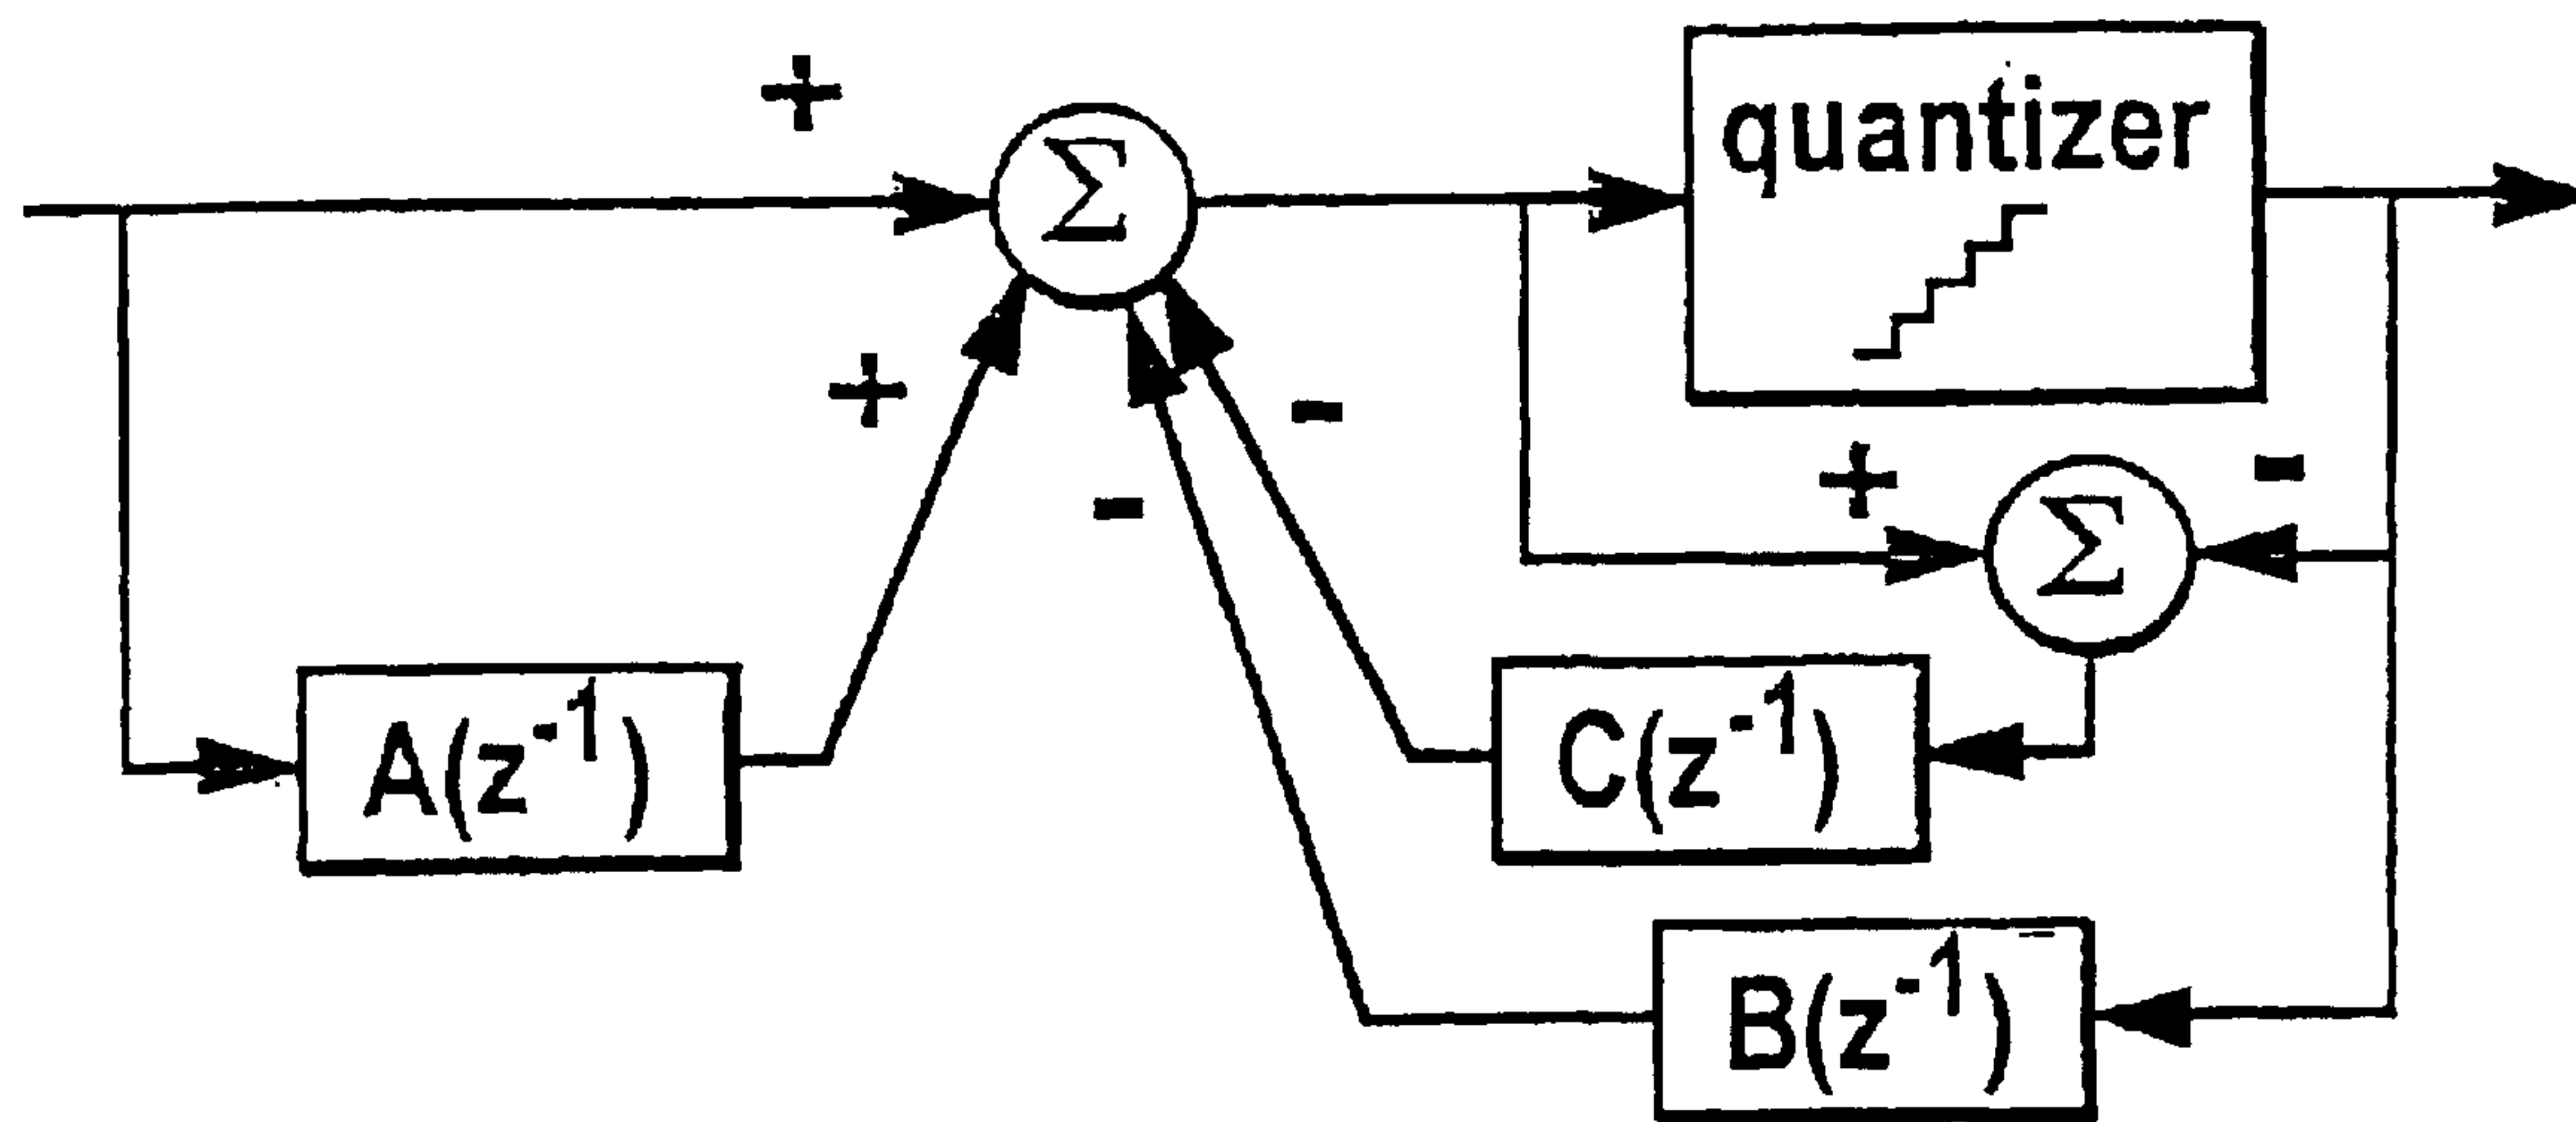 +
Σ
quantizer
+
-
-
+
-
Σ
A(z⁻¹)
C(z⁻¹)
B(z⁻¹)